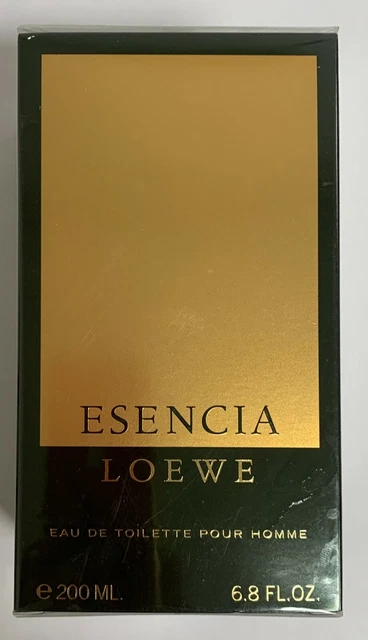 ESENCIA
LOEWE
EAU DE TOILETTE POUR HOMME
℮ 200 ML. 6.8 FL.OZ.